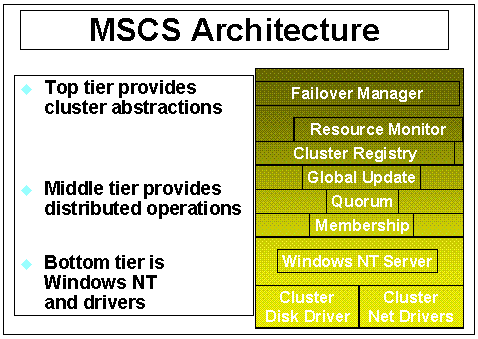 MSCS Architecture
Top tier provides
cluster abstractions
Middle tier provides
distributed operations
Bottom tier is
Windows NT
and drivers
Failover Manager
Resource Monitor
Cluster Registry
Global Update
Quorum
Membership
Windows NT Server
Cluster
Disk Driver
Cluster
Net Drivers